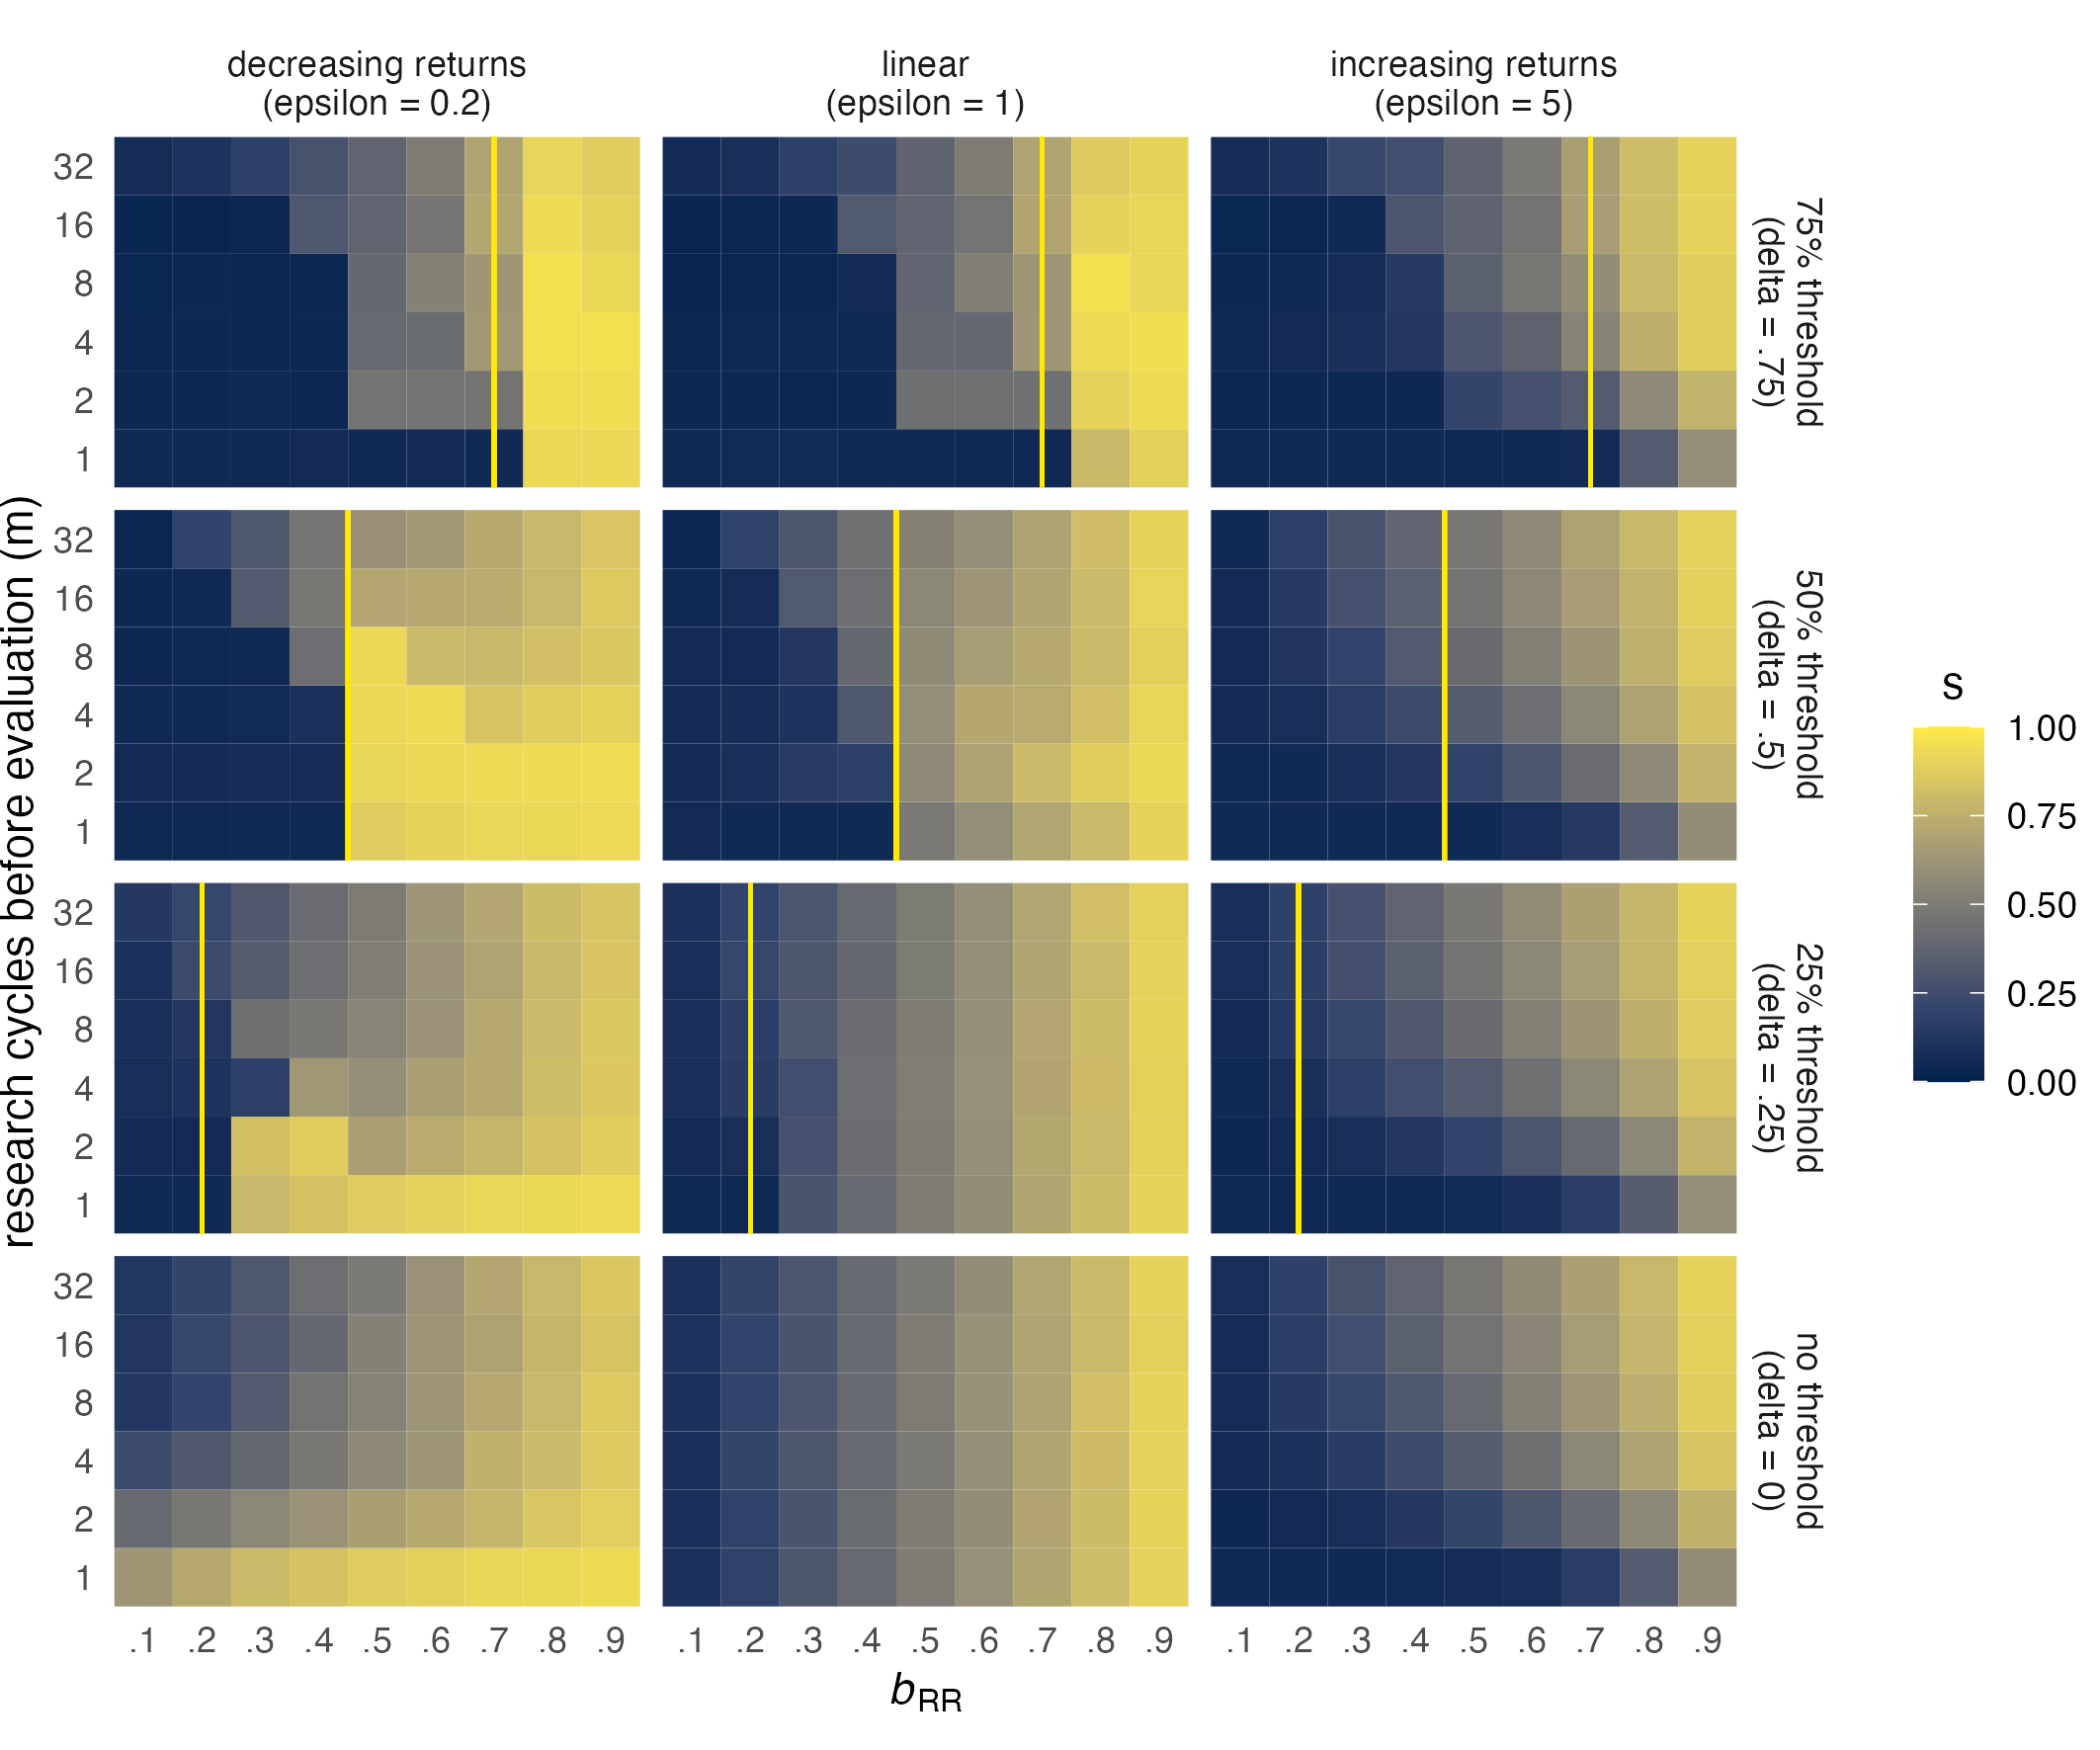 decreasing returns
(epsilon = 0.2)
linear
(epsilon = 1)
increasing returns
(epsilon = 5)
research cycles before evaluation (m)
32
16
8
4
2
1
75% threshold
(delta = .75)
32
16
8
4
2
1
50% threshold
(delta = .5)
32
16
8
4
2
1
25% threshold
(delta = .25)
32
16
8
4
2
1
no threshold
(delta = 0)
.1 .2 .3 .4 .5 .6 .7 .8 .9
.1 .2 .3 .4 .5 .6 .7 .8 .9
.1 .2 .3 .4 .5 .6 .7 .8 .9
bRR
s
1.00
0.75
0.50
0.25
0.00